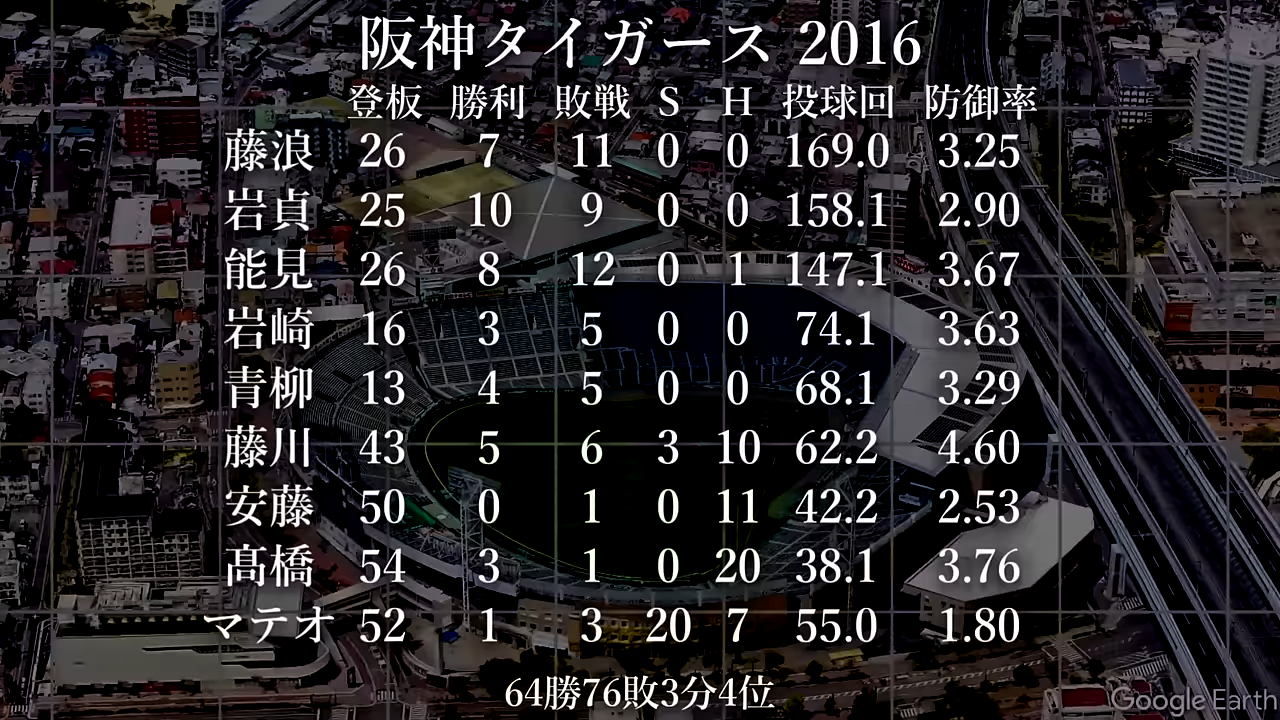 阪神タイガース 2016
登板 勝利 敗戦 S H 投球回 防御率
藤浪 26 7 11 0 0 169.0 3.25
岩貞 25 10 9 0 0 158.1 2.90
能見 26 8 12 0 1 147.1 3.67
岩崎 16 3 5 0 0 74.1 3.63
青柳 13 4 5 0 0 68.1 3.29
藤川 43 5 6 3 10 62.2 4.60
安藤 50 0 1 0 11 42.2 2.53
髙橋 54 3 1 0 20 38.1 3.76
マテオ 52 1 3 20 7 55.0 1.80
64勝76敗3分4位
Google Earth